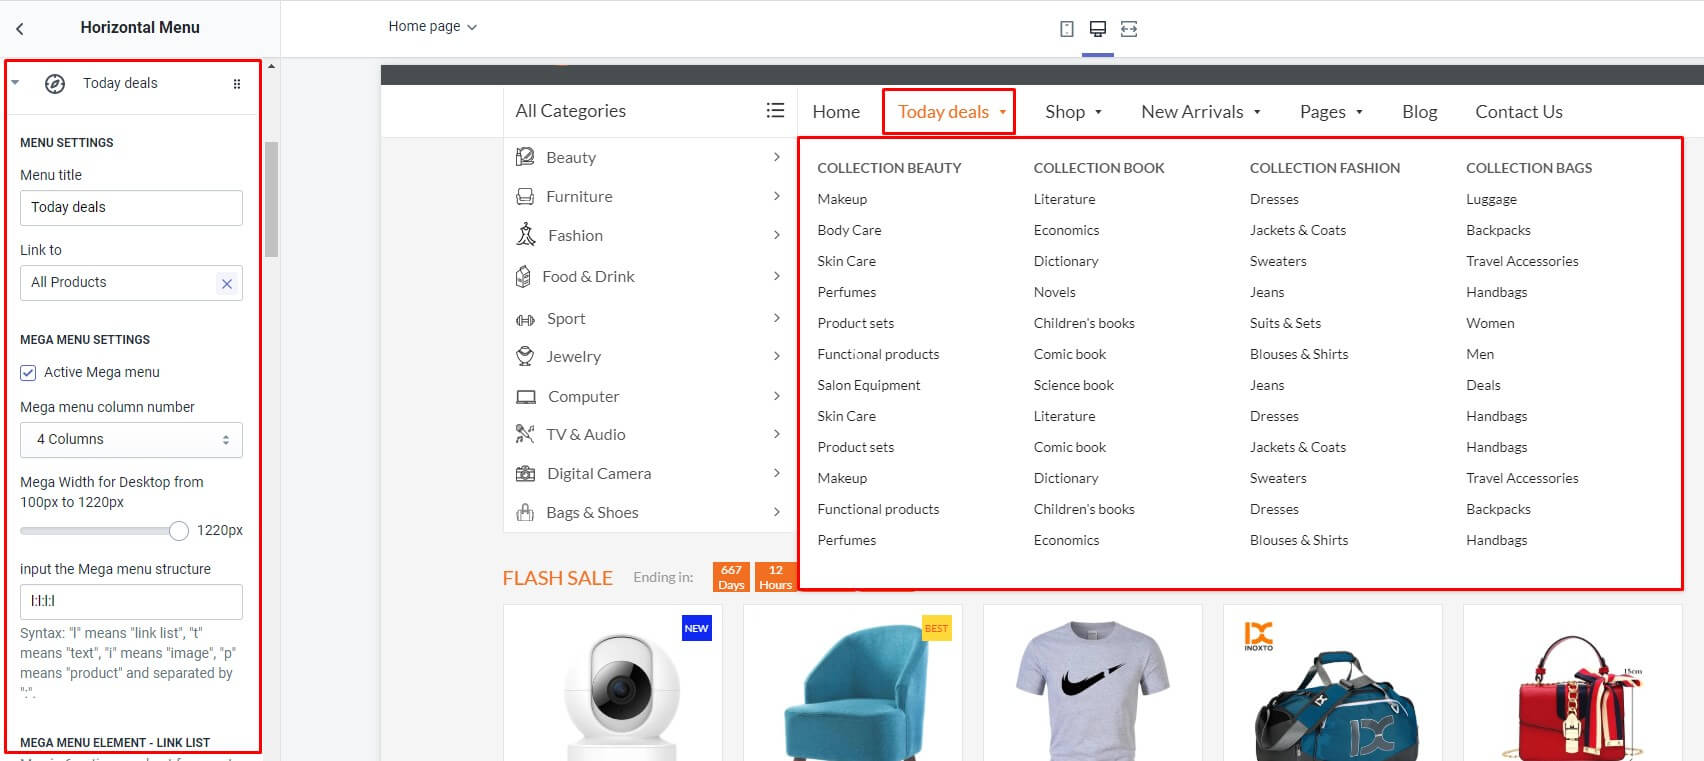 Horizontal Menu
Home page
Today deals
MENU SETTINGS
Menu title
Today deals
Link to
All Products
MEGA MENU SETTINGS
Active Mega menu
Mega menu column number
4 Columns
Mega Width for Desktop from
100px to 1220px
1220px
input the Mega menu structure
l:l:l:l
Syntax: "l" means "link list", "t"
means "text", "i" means "image", "p"
means "product" and separated by
":".
MEGA MENU ELEMENT - LINK LIST
All Categories
Home
Today deals
Shop
New Arrivals
Pages
Blog
Contact Us
Beauty
Furniture
Fashion
Food & Drink
Sport
Jewelry
Computer
TV & Audio
Digital Camera
Bags & Shoes
COLLECTION BEAUTY
Makeup
Body Care
Skin Care
Perfumes
Product sets
Functional products
Salon Equipment
Skin Care
Product sets
Makeup
Functional products
Perfumes
COLLECTION BOOK
Literature
Economics
Dictionary
Novels
Children's books
Comic book
Science book
Literature
Comic book
Dictionary
Children's books
Economics
COLLECTION FASHION
Dresses
Jackets & Coats
Sweaters
Jeans
Suits & Sets
Blouses & Shirts
Jeans
Dresses
Jackets & Coats
Sweaters
Dresses
Blouses & Shirts
COLLECTION BAGS
Luggage
Backpacks
Travel Accessories
Handbags
Women
Men
Deals
Handbags
Handbags
Travel Accessories
Backpacks
Handbags
FLASH SALE
Ending in:
667
Days
12
Hours
NEW
BEST
INOXTO
15cm